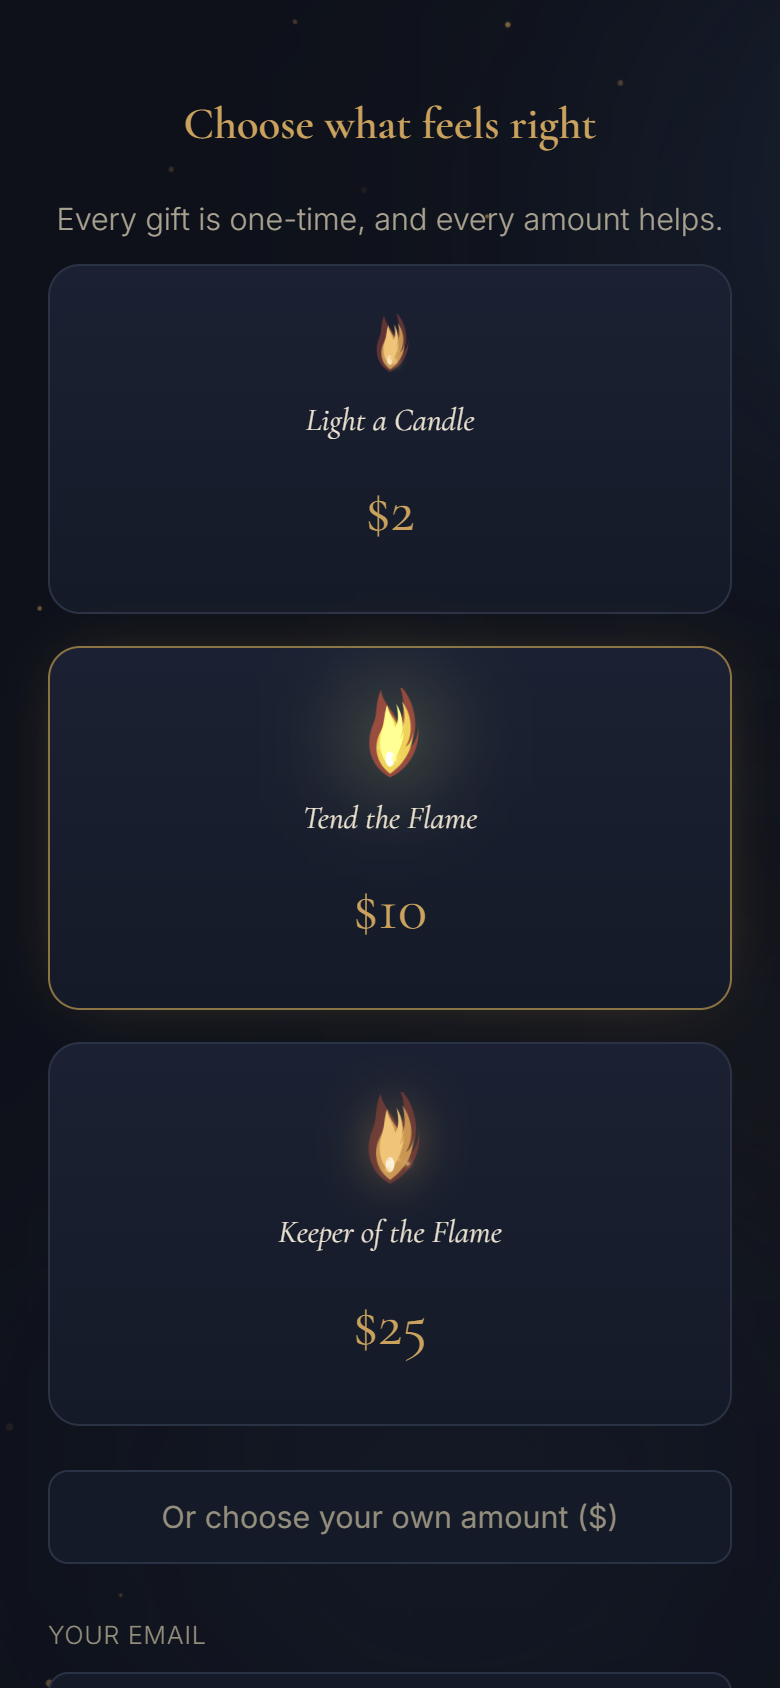 Choose what feels right
Every gift is one-time, and every amount helps.
Light a Candle
$2
Tend the Flame
$10
Keeper of the Flame
$25
Or choose your own amount ($)
YOUR EMAIL